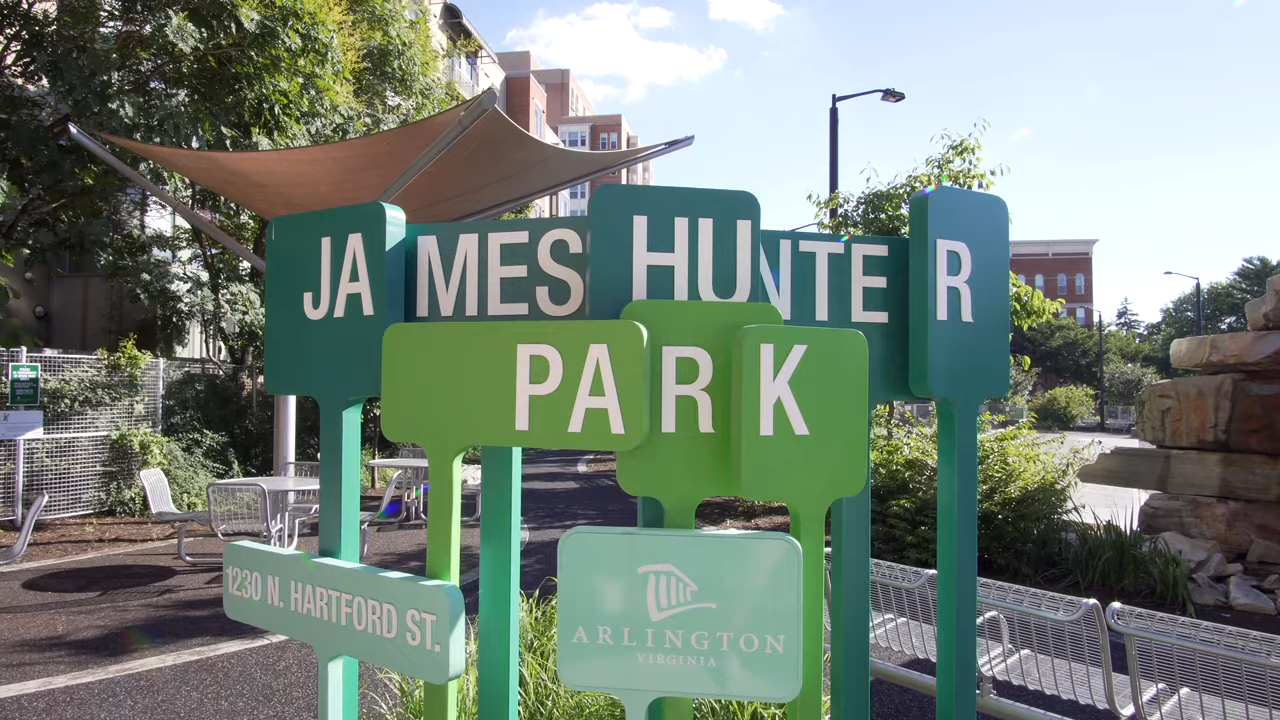 JAMES HUNTER
PARK
1230 N. HARTFORD ST.
ARLINGTON
VIRGINIA